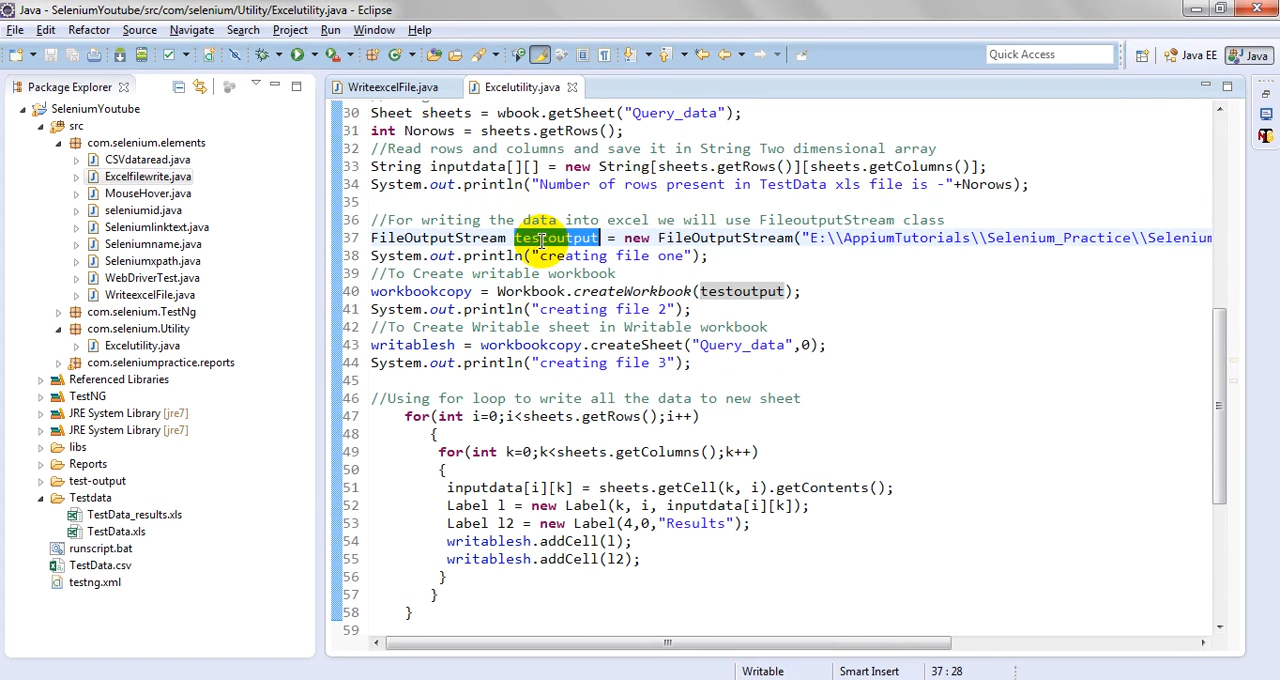 Java - SeleniumYoutube/src/com/selenium/Utility/Excelutility.java - Eclipse
File Edit Refactor Source Navigate Search Project Run Window Help
Quick Access
Java EE
Java
Package Explorer
SeleniumYoutube
src
com.selenium.elements
CSVdataread.java
Excelfilewrite.java
MouseHover.java
seleniumid.java
Seleniumlinktext.java
Seleniumname.java
Seleniumxpath.java
WebDriverTest.java
WriteexcelFile.java
com.selenium.TestNg
com.selenium.Utility
Excelutility.java
com.seleniumpractice.reports
Referenced Libraries
TestNG
JRE System Library [jre7]
JRE System Library [jre7]
libs
Reports
test-output
Testdata
TestData_results.xls
TestData.xls
runscript.bat
TestData.csv
testng.xml
WriteexcelFile.java
Excelutility.java
30 Sheet sheets = wbook.getSheet("Query_data");
31 int Norows = sheets.getRows();
32 //Read rows and columns and save it in String Two dimensional array
33 String inputdata[][] = new String[sheets.getRows()][sheets.getColumns()];
34 System.out.println("Number of rows present in TestData xls file is -"+Norows);
35
36 //For writing the data into excel we will use FileoutputStream class
37 FileOutputStream testoutput = new FileOutputStream("E:\\AppiumTutorials\\Selenium_Practice\\Selenium
38 System.out.println("creating file one");
39 //To Create writable workbook
40 workbookcopy = Workbook.createWorkbook(testoutput);
41 System.out.println("creating file 2");
42 //To Create Writable sheet in Writable workbook
43 writablesh = workbookcopy.createSheet("Query_data",0);
44 System.out.println("creating file 3");
45
46 //Using for loop to write all the data to new sheet
47 for(int i=0;i<sheets.getRows();i++)
48 {
49 for(int k=0;k<sheets.getColumns();k++)
50 {
51 inputdata[i][k] = sheets.getCell(k, i).getContents();
52 Label l = new Label(k, i, inputdata[i][k]);
53 Label l2 = new Label(4,0,"Results");
54 writablesh.addCell(l);
55 writablesh.addCell(l2);
56 }
57 }
58 }
59
Writable
Smart Insert
37 : 28